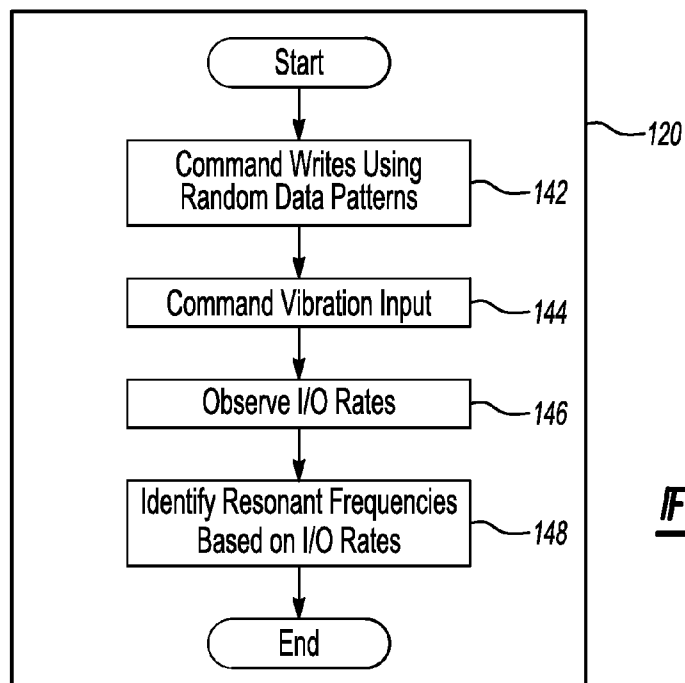 Start
120
Command Writes Using
Random Data Patterns
142
Command Vibration Input
144
Observe I/O Rates
146
Identify Resonant Frequencies
Based on I/O Rates
148
End